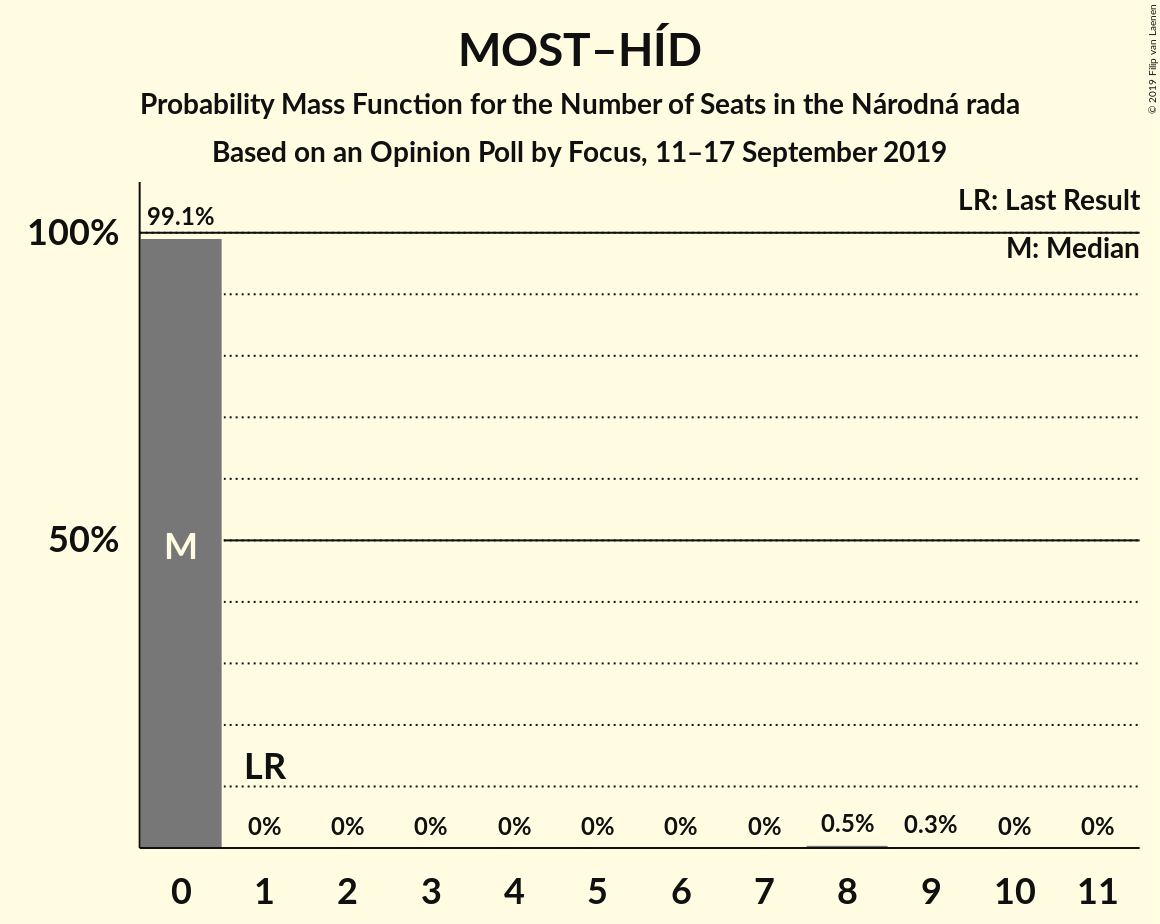 MOST–HÍD
Probability Mass Function for the Number of Seats in the Národná rada
Based on an Opinion Poll by Focus, 11–17 September 2019
© 2019 Filip van Laenen
LR: Last Result
M: Median
100%
50%
99.1%
M
LR
0% 0% 0% 0% 0% 0% 0% 0.5% 0.3% 0% 0%
0 1 2 3 4 5 6 7 8 9 10 11